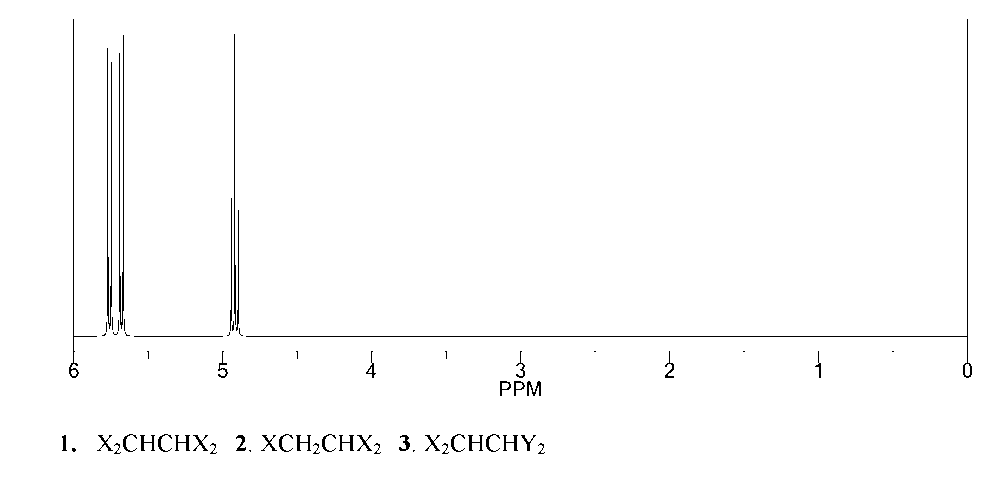 6 5 4 3 2 1 0
PPM
1. X₂CHCHX₂ 2. XCH₂CHX₂ 3. X₂CHCHY₂